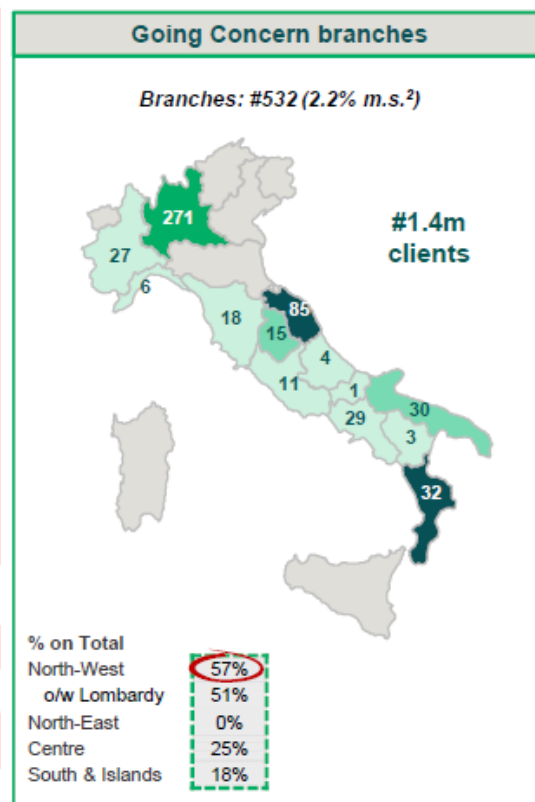 Going Concern branches
Branches: #532 (2.2% m.s.²)
#1.4m
clients
271
27
6
18
85
15
4
11
1
30
29
3
32
% on Total
North-West 57%
o/w Lombardy 51%
North-East 0%
Centre 25%
South & Islands 18%